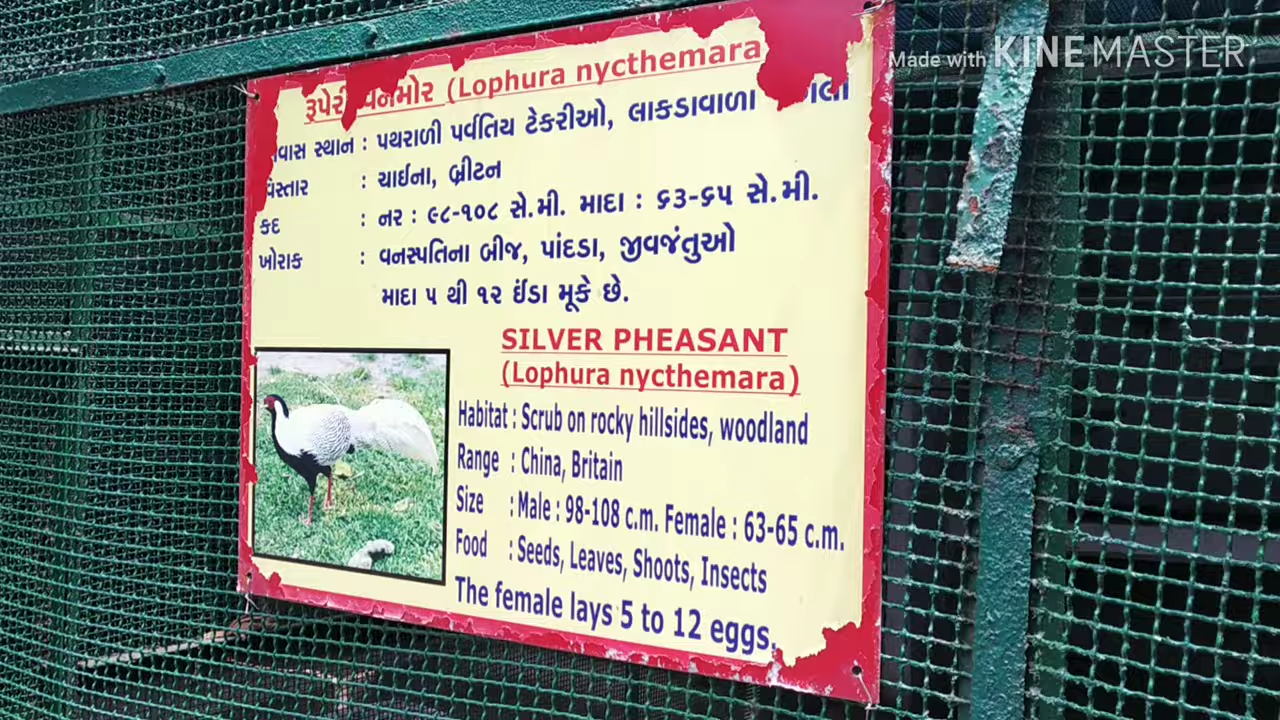 Made with KINEMASTER
રૂપેરી વનમોર (Lophura nycthemara
સ્થાન : પથરાળી પર્વતિય ટેકરીઓ, લાકડાવાળા
વિસ્તાર : ચાઈના, બ્રીટન
કદ : નર : ૯૮-૧૦૮ સે.મી. માદા : ૬૩-૬૫ સે.મી.
ખોરાક : વનસ્પતિના બીજ, પાંદડા, જીવજંતુઓ
માદા ૫ થી ૧૨ ઈંડા મૂકે છે.
SILVER PHEASANT
(Lophura nycthemara)
Habitat : Scrub on rocky hillsides, woodland
Range : China, Britain
Size : Male : 98-108 c.m. Female : 63-65 c.m.
Food : Seeds, Leaves, Shoots, Insects
The female lays 5 to 12 eggs.